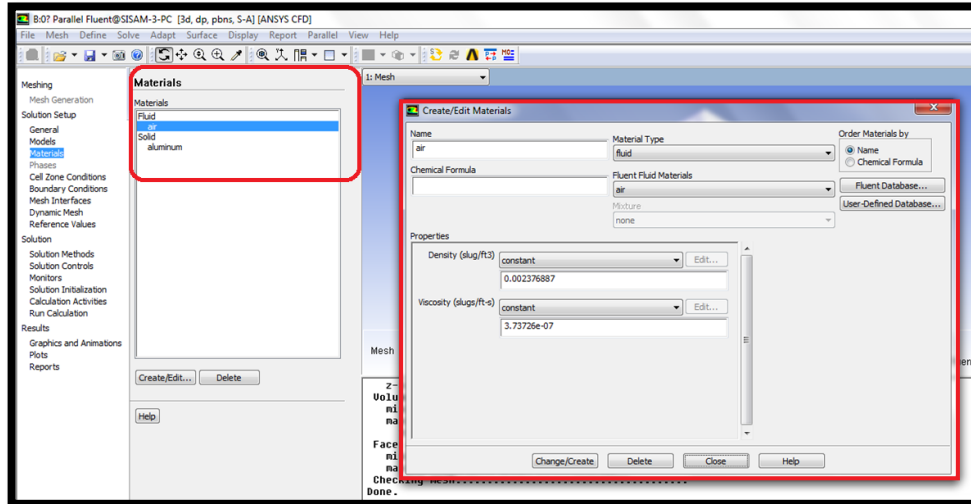 B:0? Parallel Fluent@SISAM-3-PC [3d, dp, pbns, S-A] [ANSYS CFD]
File Mesh Define Solve Adapt Surface Display Report Parallel View Help
Meshing
Mesh Generation
Solution Setup
General
Models
Materials
Phases
Cell Zone Conditions
Boundary Conditions
Mesh Interfaces
Dynamic Mesh
Reference Values
Solution
Solution Methods
Solution Controls
Monitors
Solution Initialization
Calculation Activities
Run Calculation
Results
Graphics and Animations
Plots
Reports
Materials
Materials
Fluid
air
Solid
aluminum
Create/Edit... Delete
Help
1: Mesh
Mesh
z-
Volu
mi
ma
Face
mi
ma
Checking mesh
Done.
Create/Edit Materials
Name
air
Chemical Formula
Material Type
fluid
Fluent Fluid Materials
air
Mixture
none
Order Materials by
Name
Chemical Formula
Fluent Database...
User-Defined Database...
Properties
Density (slug/ft3) constant Edit...
0.002376887
Viscosity (slugs/ft-s) constant Edit...
3.73726e-07
Change/Create Delete Close Help